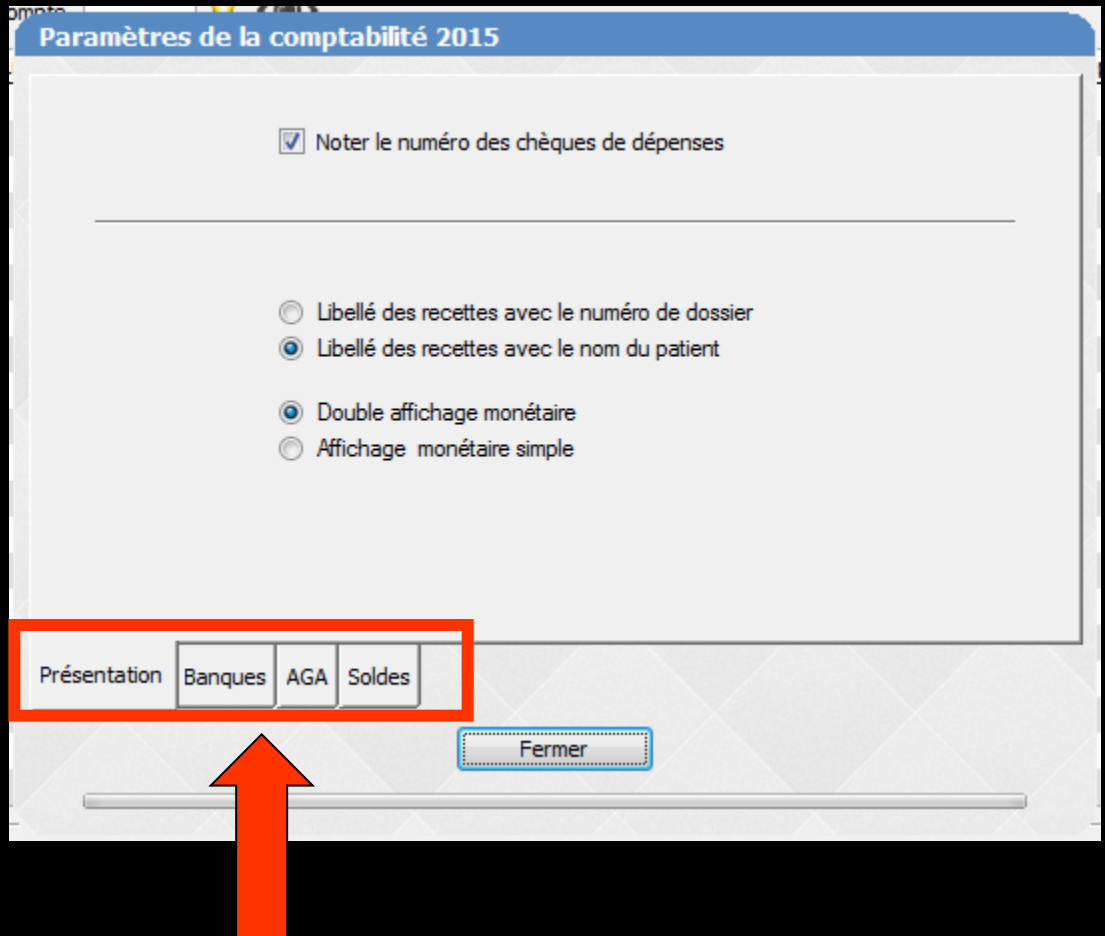 Paramètres de la comptabilité 2015
Noter le numéro des chèques de dépenses
Libellé des recettes avec le numéro de dossier
Libellé des recettes avec le nom du patient
Double affichage monétaire
Affichage monétaire simple
Présentation Banques AGA Soldes
Fermer